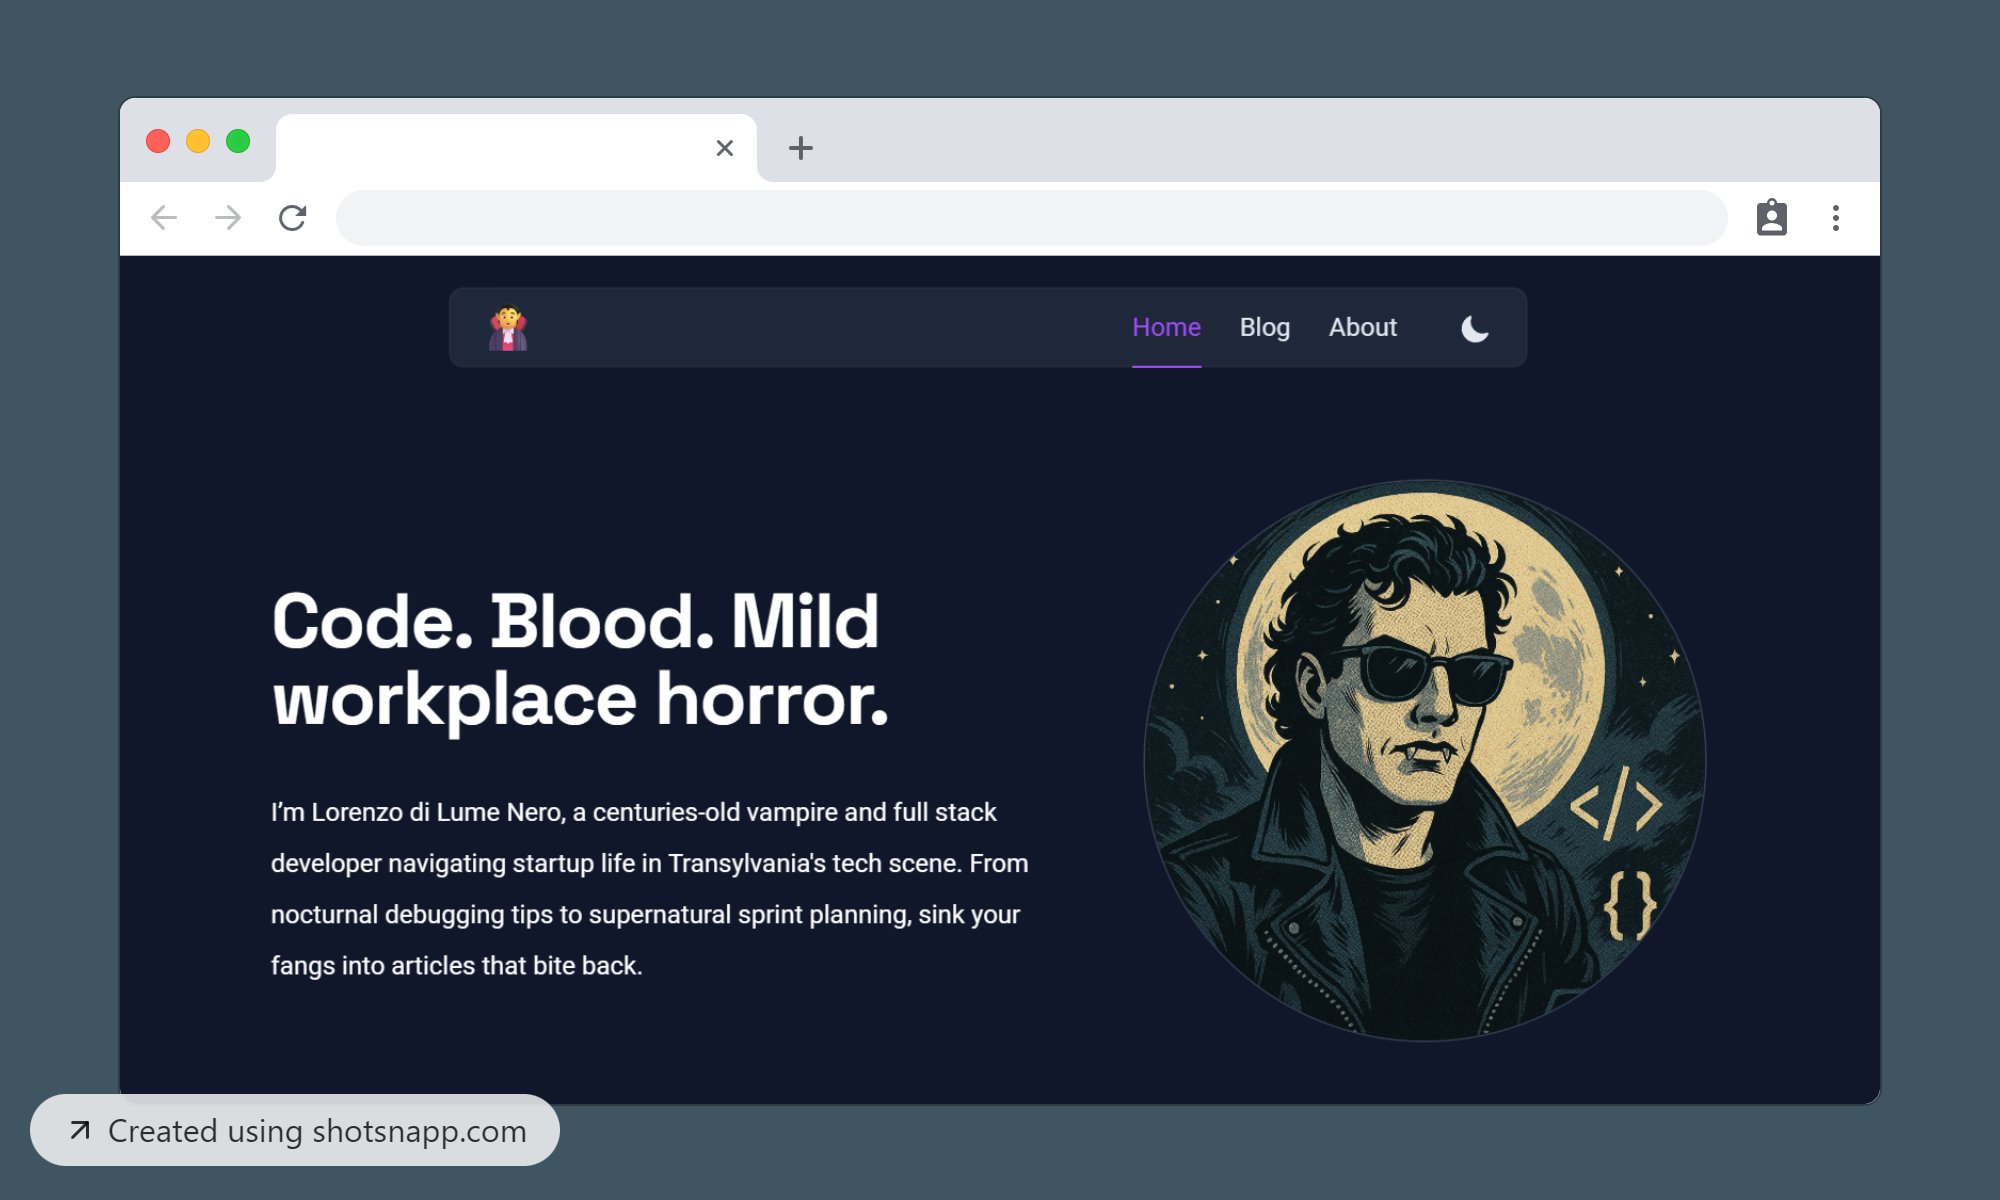 Home Blog About
Code. Blood. Mild
workplace horror.
I’m Lorenzo di Lume Nero, a centuries-old vampire and full stack
developer navigating startup life in Transylvania's tech scene. From
nocturnal debugging tips to supernatural sprint planning, sink your
fangs into articles that bite back.
</>
{}
Created using shotsnapp.com